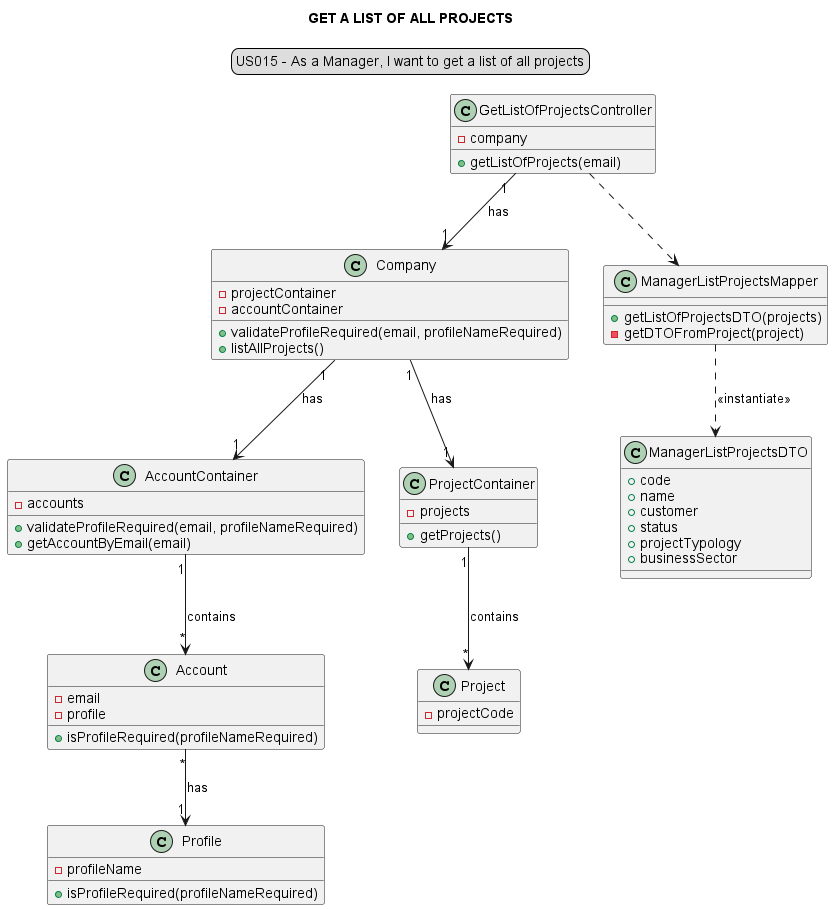 GET A LIST OF ALL PROJECTS
US015 - As a Manager, I want to get a list of all projects
C GetListOfProjectsController
company
getListOfProjects(email)
1
has
1
C Company
projectContainer
accountContainer
validateProfileRequired(email, profileNameRequired)
listAllProjects()
C ManagerListProjectsMapper
getListOfProjectsDTO(projects)
getDTOFromProject(project)
1
has
1
1
has
1
«instantiate»
C AccountContainer
accounts
validateProfileRequired(email, profileNameRequired)
getAccountByEmail(email)
C ProjectContainer
projects
getProjects()
C ManagerListProjectsDTO
code
name
customer
status
projectTypology
businessSector
1
contains
*
1
contains
*
C Account
email
profile
isProfileRequired(profileNameRequired)
C Project
projectCode
*
has
1
C Profile
profileName
isProfileRequired(profileNameRequired)